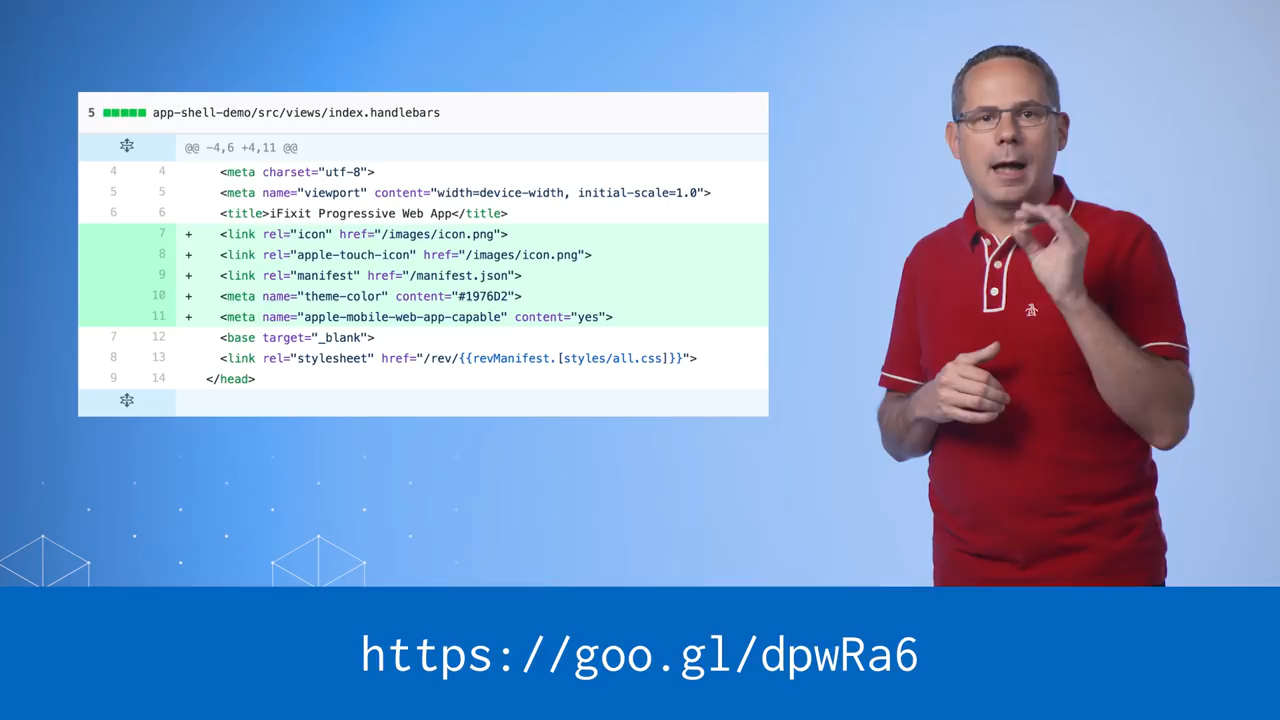 5 app-shell-demo/src/views/index.handlebars
@@ -4,6 +4,11 @@
4 4 <meta charset="utf-8">
5 5 <meta name="viewport" content="width=device-width, initial-scale=1.0">
6 6 <title>iFixit Progressive Web App</title>
7 + <link rel="icon" href="/images/icon.png">
8 + <link rel="apple-touch-icon" href="/images/icon.png">
9 + <link rel="manifest" href="/manifest.json">
10 + <meta name="theme-color" content="#1976D2">
11 + <meta name="apple-mobile-web-app-capable" content="yes">
7 12 <base target="_blank">
8 13 <link rel="stylesheet" href="/rev/{{revManifest.[styles/all.css]}}">
9 14 </head>
https://goo.gl/dpwRa6